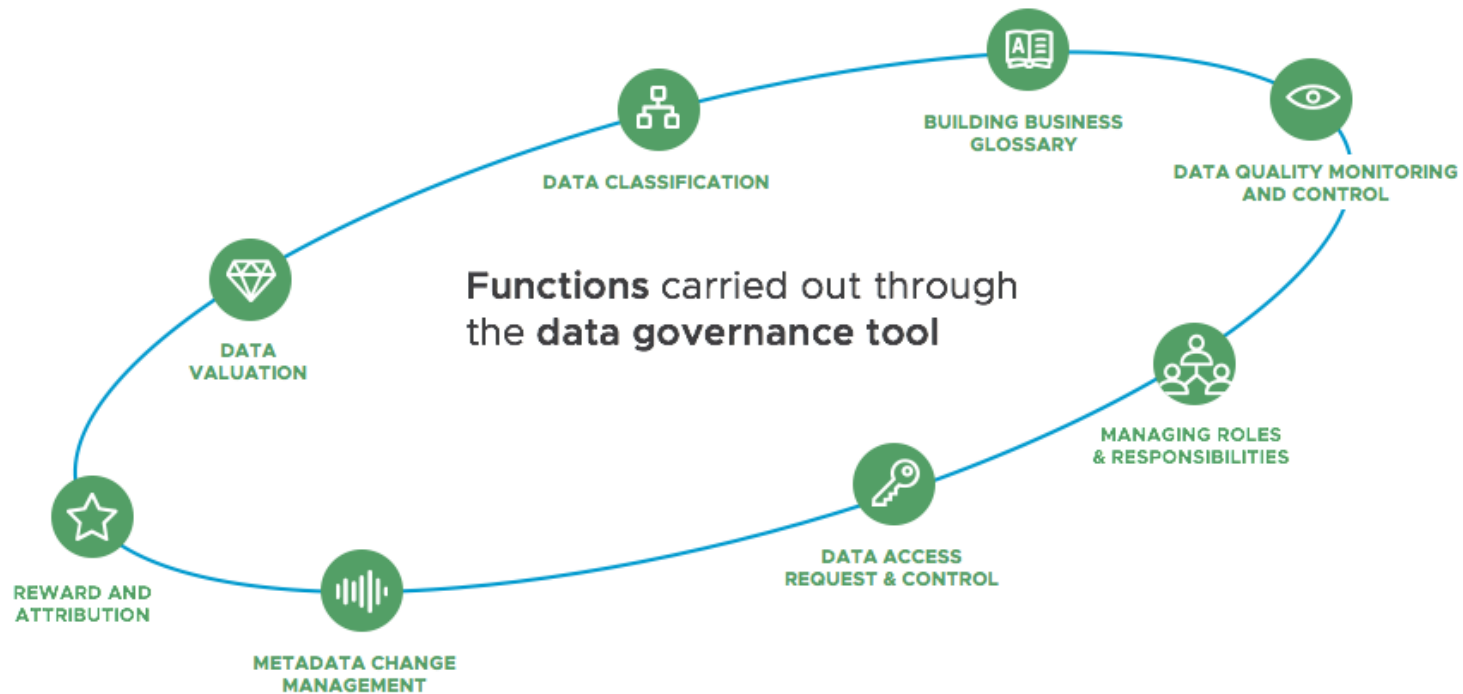 A
BUILDING BUSINESS
GLOSSARY
DATA CLASSIFICATION
DATA QUALITY MONITORING
AND CONTROL
Functions carried out through
the data governance tool
DATA
VALUATION
MANAGING ROLES
& RESPONSIBILITIES
DATA ACCESS
REQUEST & CONTROL
REWARD AND
ATTRIBUTION
METADATA CHANGE
MANAGEMENT